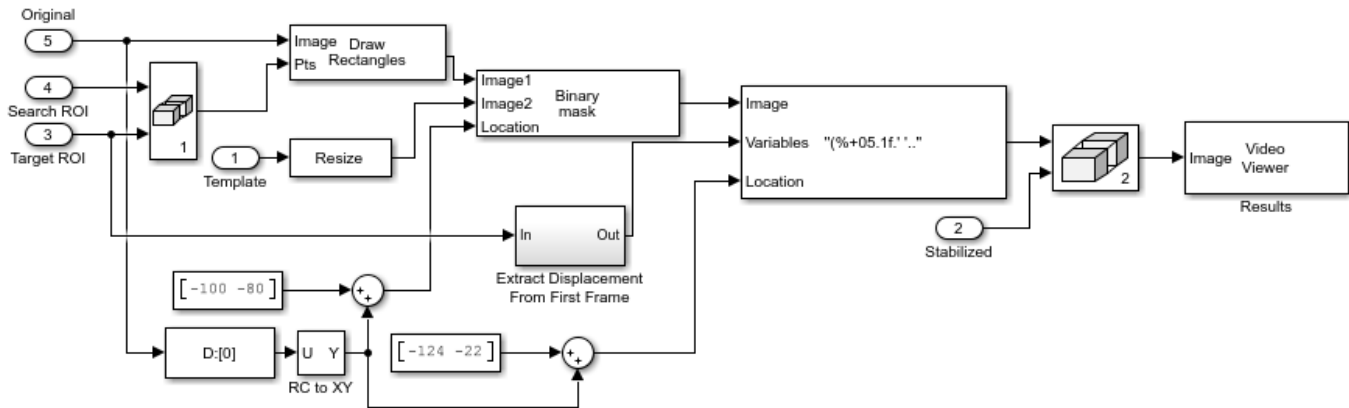 Original
5
4
Search ROI
3
Target ROI
1
Image
Pts
Draw
Rectangles
1
Template
Resize
Image1
Image2
Location
Binary
mask
Image
Variables
Location
"(%+05.1f.' '.."
2
Stabilized
2
Image
Video
Viewer
Results
In
Out
Extract Displacement
From First Frame
[-100 -80]
[-124 -22]
+
+
+
+
D:[0]
U Y
RC to XY